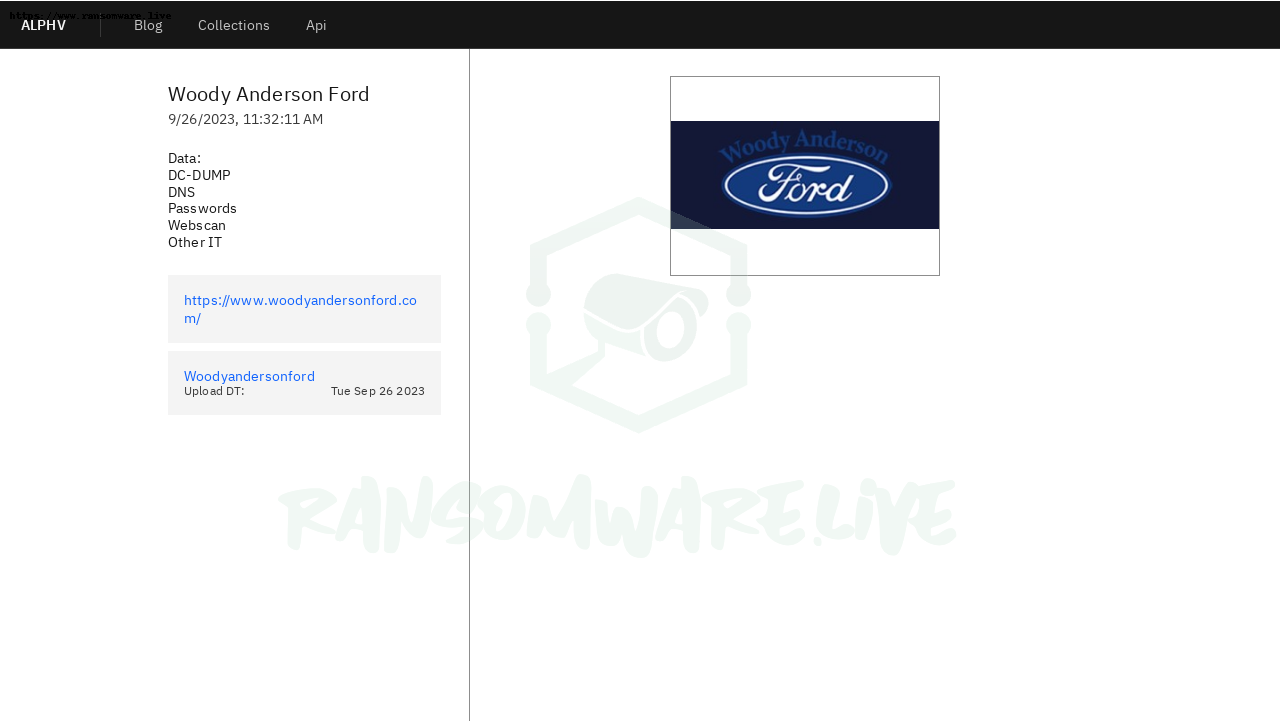 https://www.ransomware.live
ALPHV
Blog
Collections
Api
Woody Anderson Ford
9/26/2023, 11:32:11 AM
Data:
DC-DUMP
DNS
Passwords
Webscan
Other IT
https://www.woodyandersonford.co
m/
Woodyandersonford
Upload DT: Tue Sep 26 2023
Woody Anderson
Ford
RANSOMWARE.LIVE